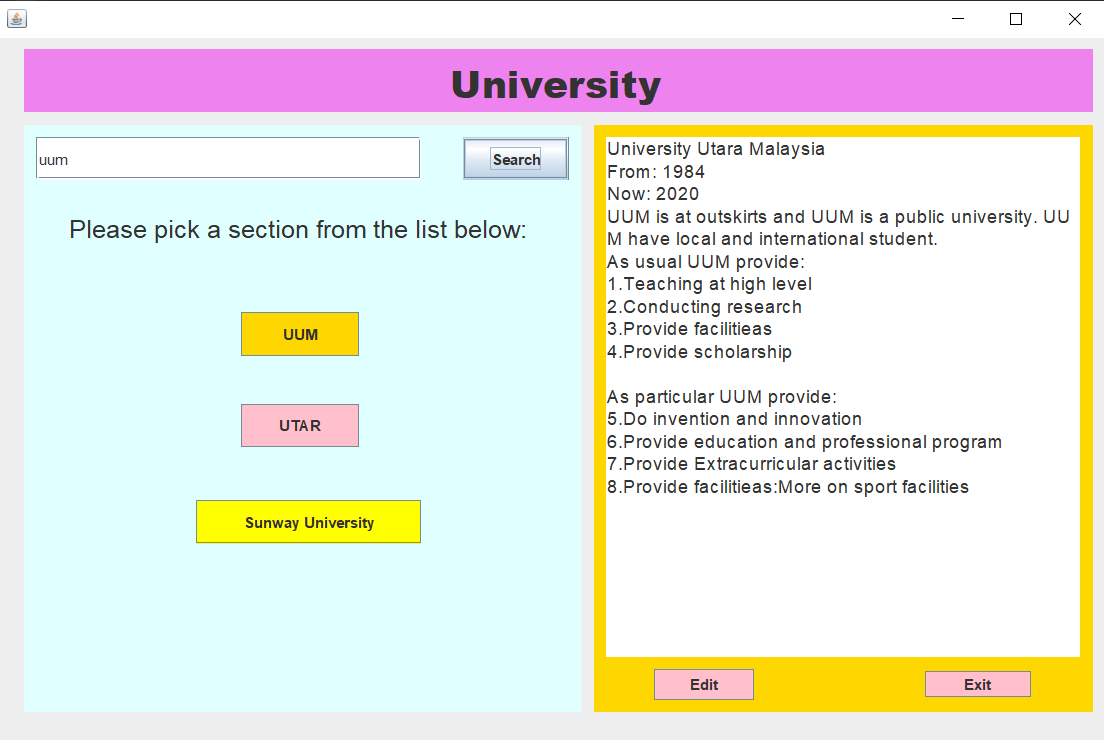 University
uum
Search
Please pick a section from the list below:
UUM
UTAR
Sunway University
University Utara Malaysia
From: 1984
Now: 2020
UUM is at outskirts and UUM is a public university. UU
M have local and international student.
As usual UUM provide:
1.Teaching at high level
2.Conducting research
3.Provide facilitieas
4.Provide scholarship
As particular UUM provide:
5.Do invention and innovation
6.Provide education and professional program
7.Provide Extracurricular activities
8.Provide facilitieas:More on sport facilities
Edit
Exit